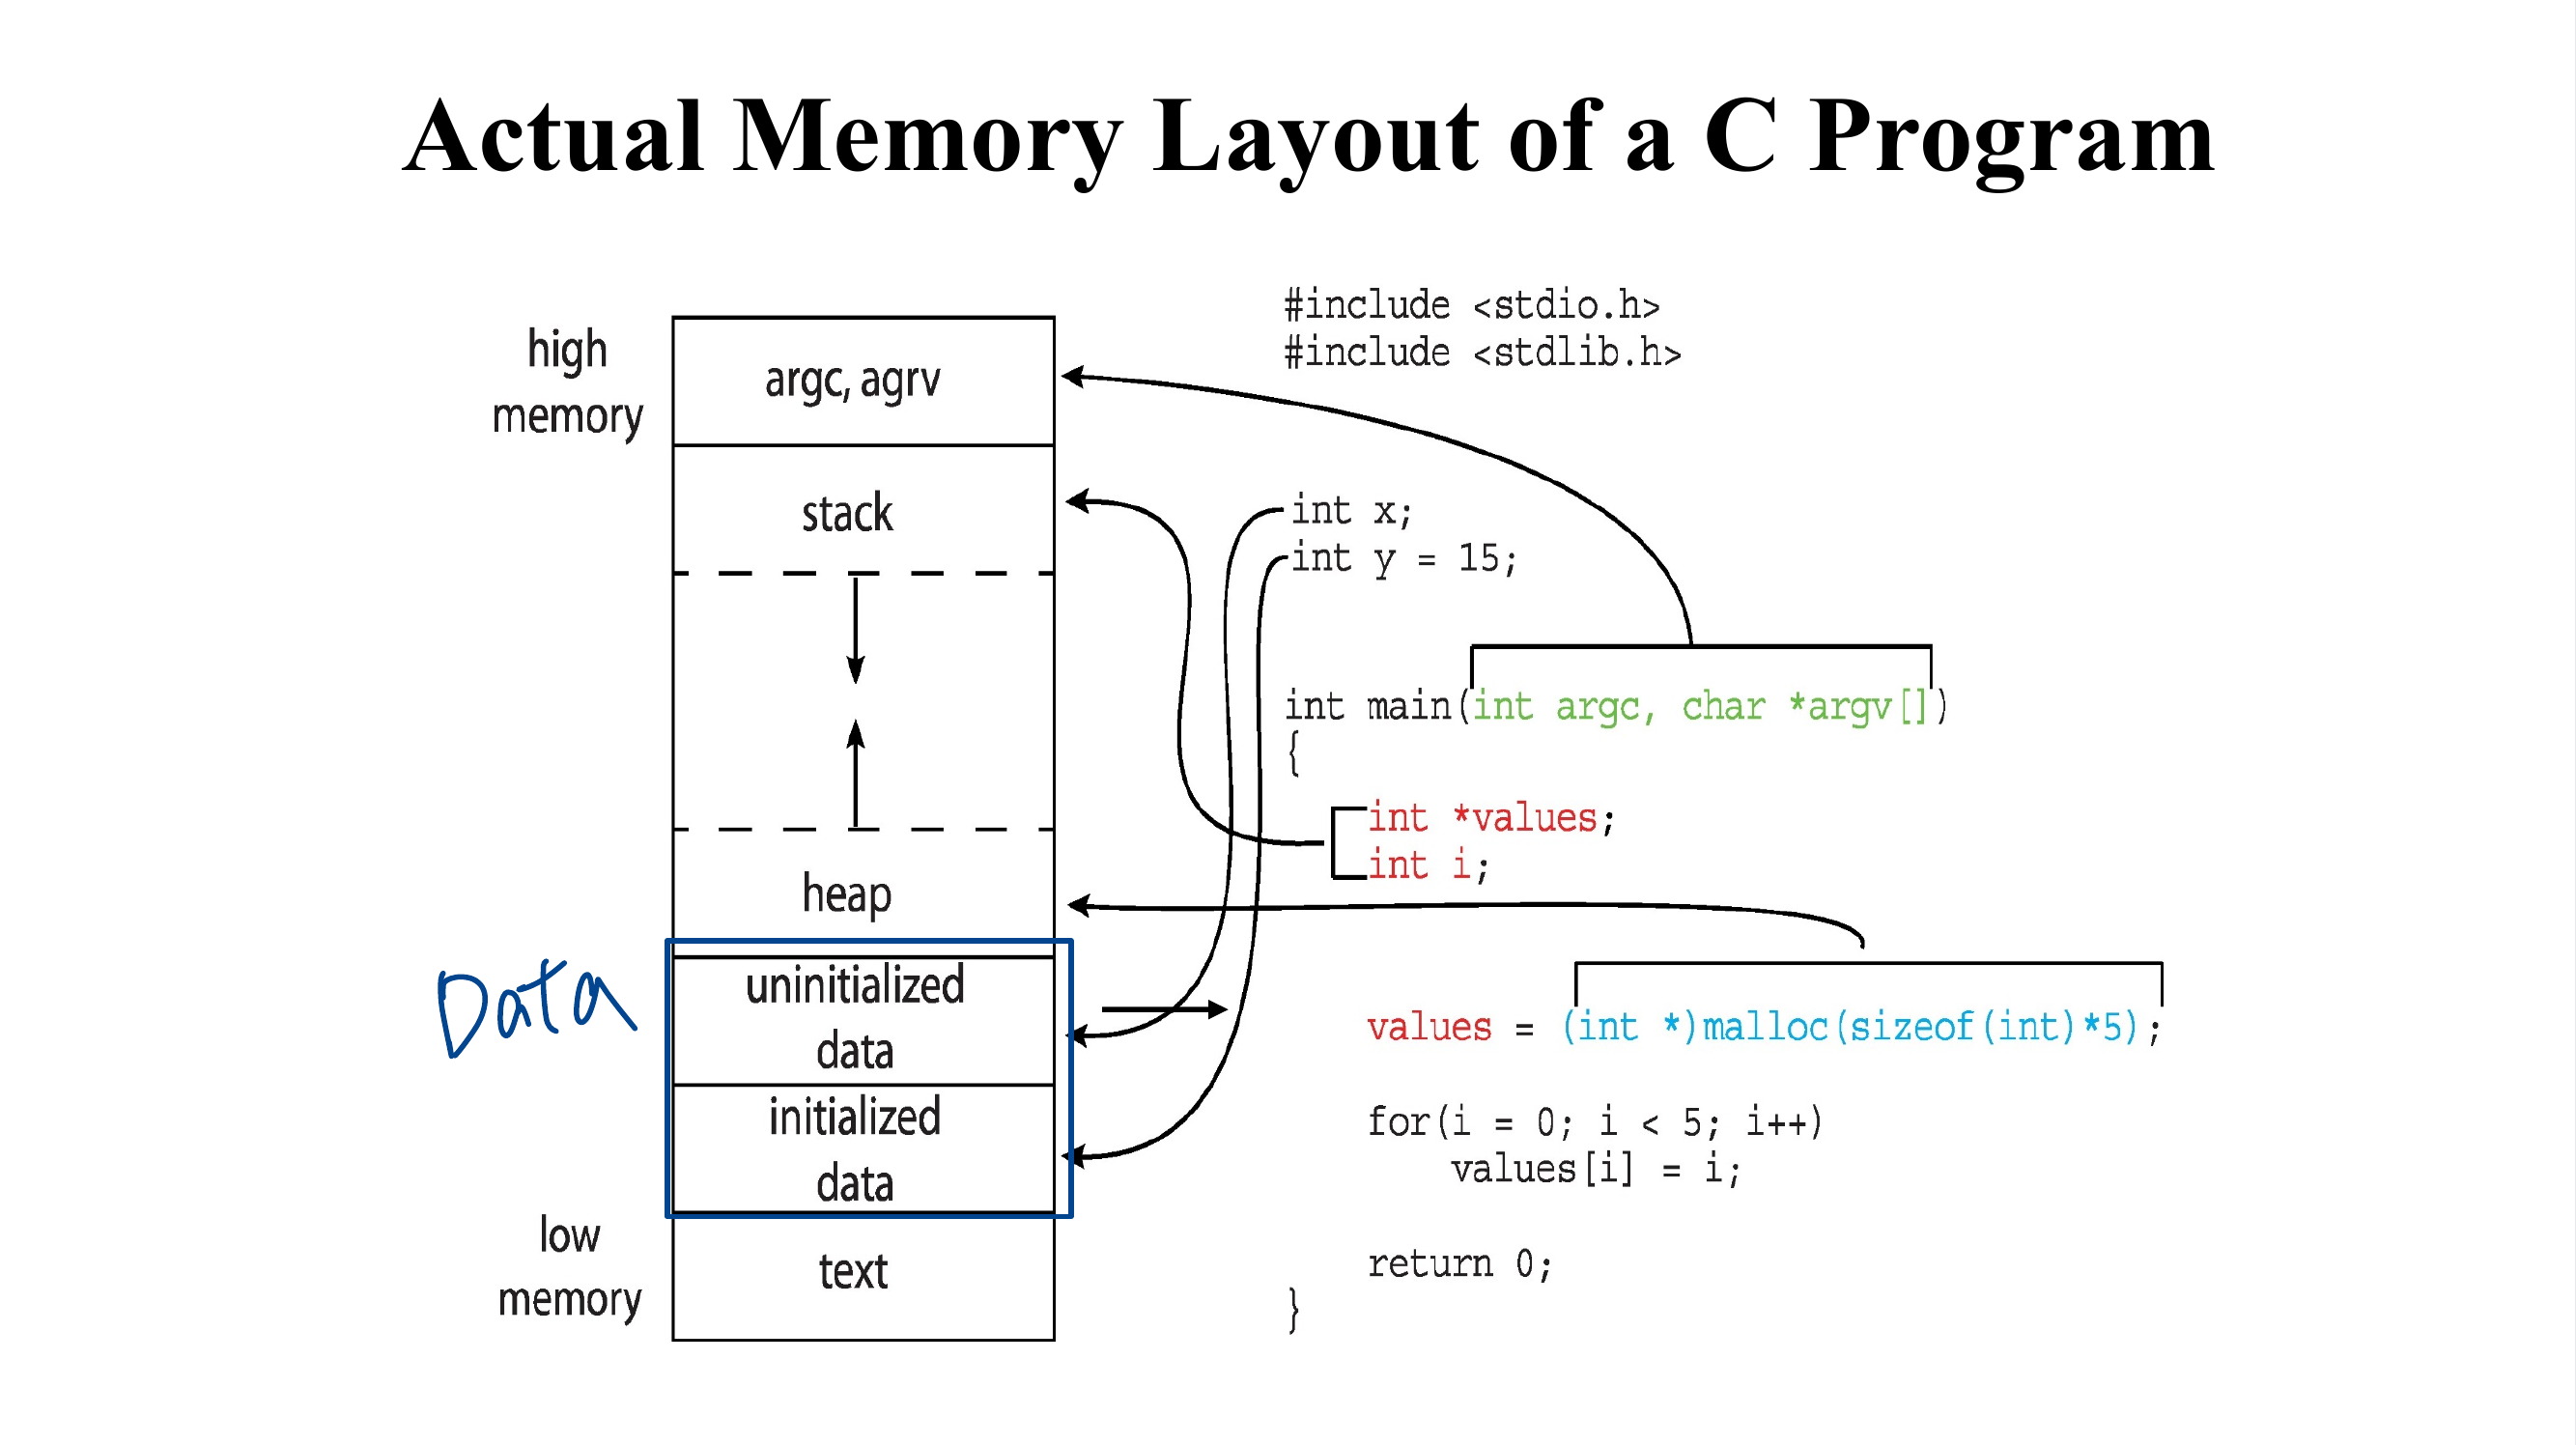 Actual Memory Layout of a C Program
high
memory
argc, agrv
stack
heap
Data
uninitialized
data
initialized
data
low
memory
text
#include <stdio.h>
#include <stdlib.h>
int x;
int y = 15;
int main(int argc, char *argv[])
{
int *values;
int i;
values = (int *)malloc(sizeof(int)*5);
for(i = 0; i < 5; i++)
values[i] = i;
return 0;
}